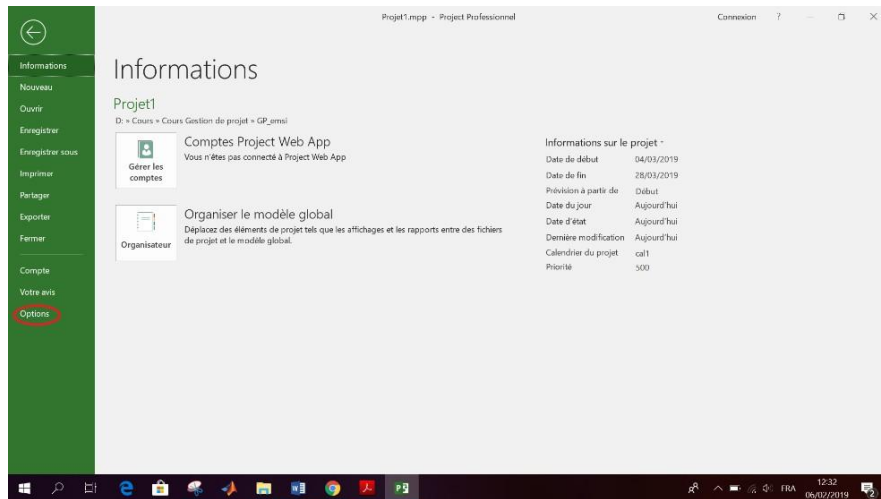 Projet1.mpp - Project Professionnel
Connexion
?
Informations
Nouveau
Ouvrir
Enregistrer
Enregistrer sous
Imprimer
Partager
Exporter
Fermer
Compte
Votre avis
Options
Informations
Projet1
D: » Cours » Cours Gestion de projet » GP_emsi
Gérer les
comptes
Comptes Project Web App
Vous n'êtes pas connecté à Project Web App
Organisateur
Organiser le modèle global
Déplacez des éléments de projet tels que les affichages et les rapports entre des fichiers
de projet et le modèle global.
Informations sur le projet
Date de début 04/03/2019
Date de fin 28/03/2019
Prévision à partir de Début
Date du jour Aujourd'hui
Date d'état Aujourd'hui
Dernière modification Aujourd'hui
Calendrier du projet cal1
Priorité 500
FRA
12:32
06/02/2019
2